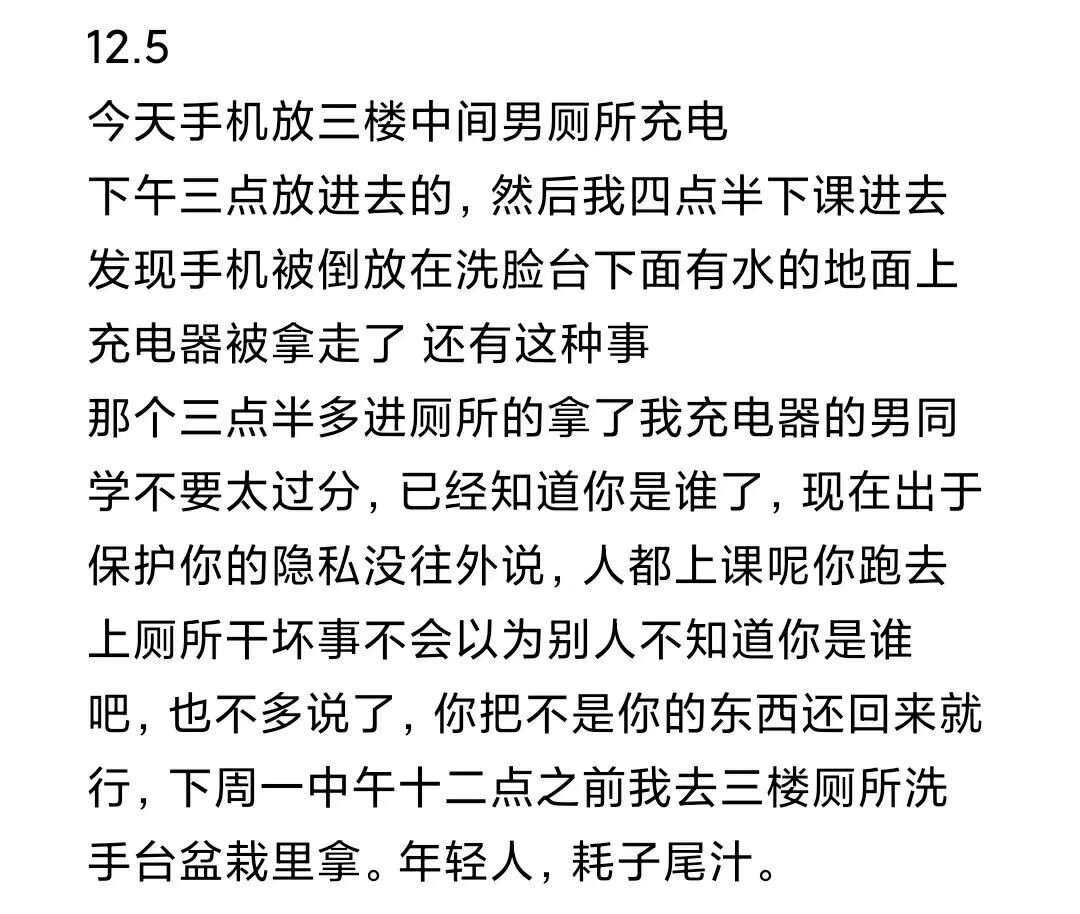 12.5
今天手机放三楼中间男厕所充电
下午三点放进去的，然后我四点半下课进去
发现手机被倒放在洗脸台下面有水的地面上
充电器被拿走了 还有这种事
那个三点半多进厕所的拿了我充电器的男同
学不要太过分，已经知道你是谁了，现在出于
保护你的隐私没往外说，人都上课呢你跑去
上厕所干坏事不会以为别人不知道你是谁
吧，也不多说了，你把不是你的东西还回来就
行，下周一中午十二点之前我去三楼厕所洗
手台盆栽里拿。年轻人，耗子尾汁。